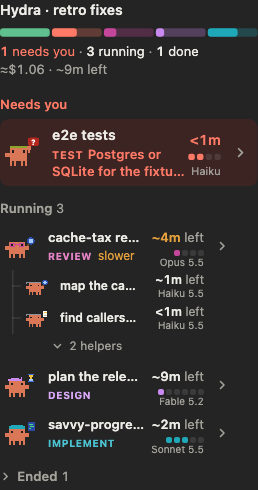 Hydra · retro fixes
1 needs you · 3 running · 1 done
≈$1.06 · ~9m left
Needs you
e2e tests
<1m
TEST Postgres or
SQLite for the fixtu...
Haiku
Running 3
cache-tax re...
~4m left
REVIEW slower
Opus 5.5
map the ca...
~1m left
Haiku 5.5
find callers...
<1m left
Haiku 5.5
2 helpers
plan the rele...
~9m left
DESIGN
Fable 5.2
savvy-progre...
~2m left
IMPLEMENT
Sonnet 5.5
Ended 1